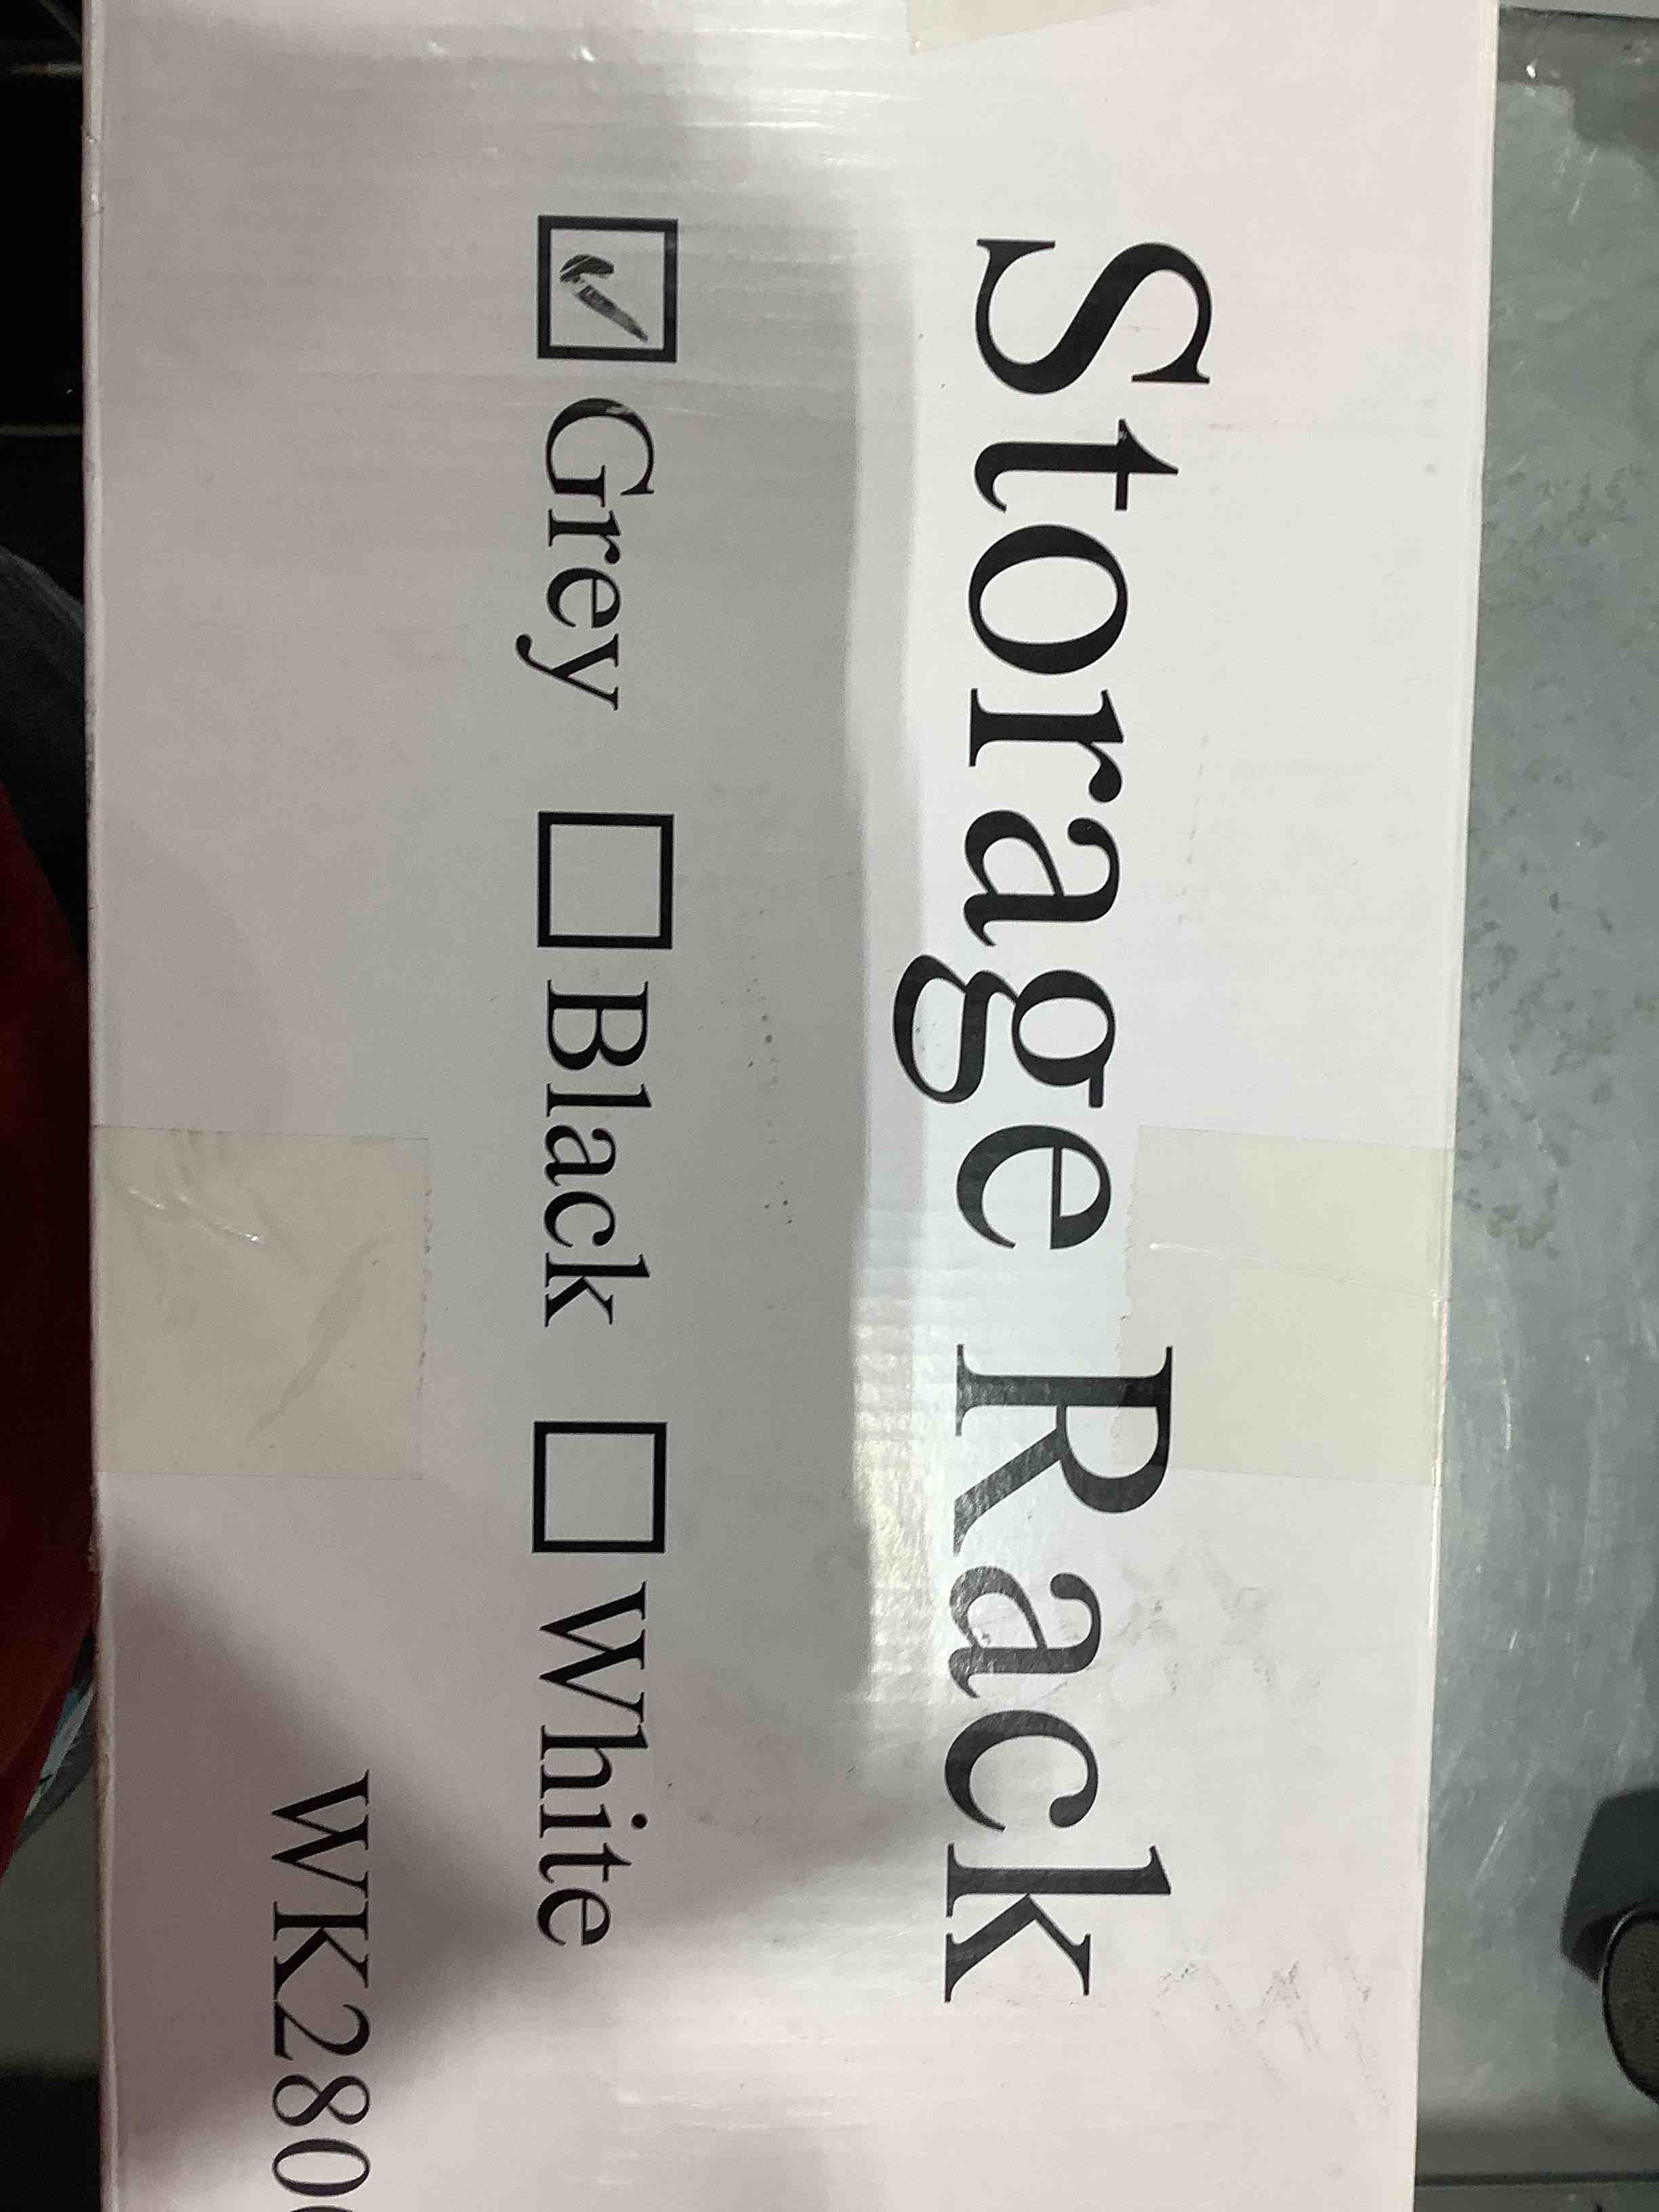 Storage Rack
☑ Grey ☐ Black ☐ White